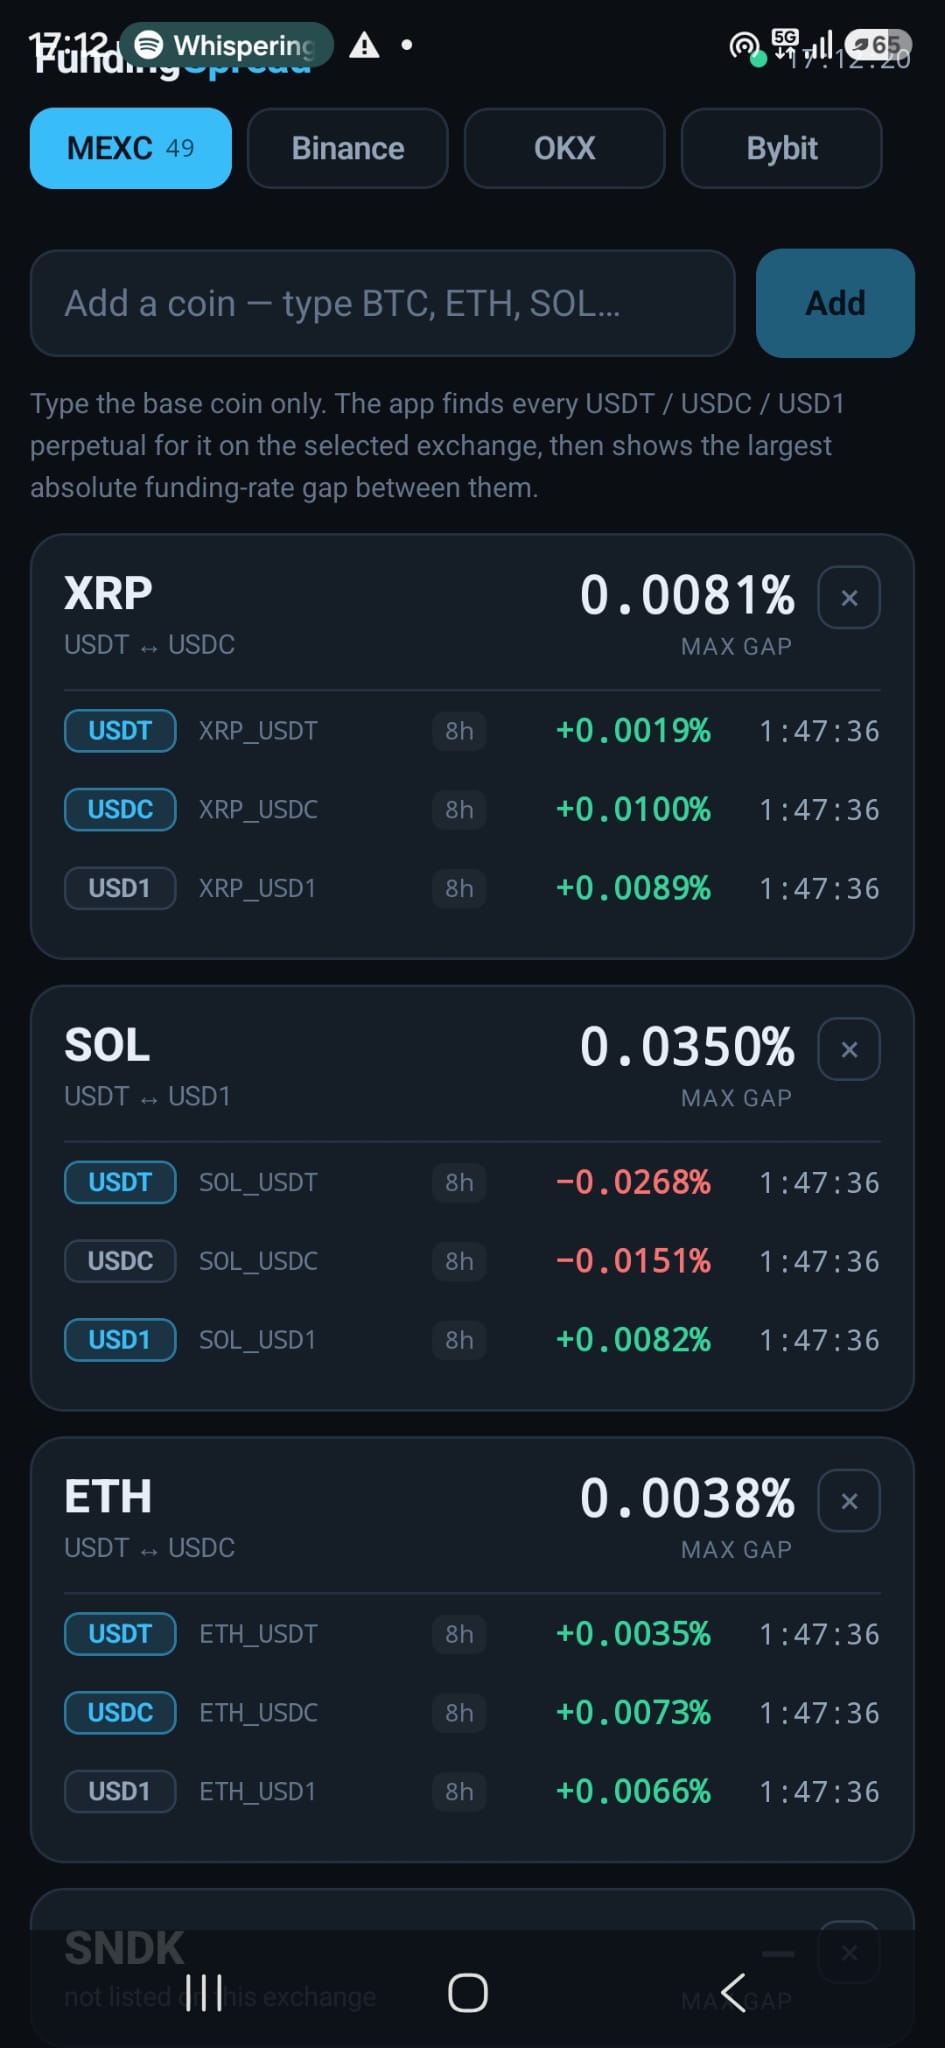 17:12 Whispering 5G 65
FundingSpread 17:12:20
MEXC 49 Binance OKX Bybit
Add a coin — type BTC, ETH, SOL... Add
Type the base coin only. The app finds every USDT / USDC / USD1
perpetual for it on the selected exchange, then shows the largest
absolute funding-rate gap between them.
XRP 0.0081% ×
USDT ↔ USDC MAX GAP
USDT XRP_USDT 8h +0.0019% 1:47:36
USDC XRP_USDC 8h +0.0100% 1:47:36
USD1 XRP_USD1 8h +0.0089% 1:47:36
SOL 0.0350% ×
USDT ↔ USD1 MAX GAP
USDT SOL_USDT 8h −0.0268% 1:47:36
USDC SOL_USDC 8h −0.0151% 1:47:36
USD1 SOL_USD1 8h +0.0082% 1:47:36
ETH 0.0038% ×
USDT ↔ USDC MAX GAP
USDT ETH_USDT 8h +0.0035% 1:47:36
USDC ETH_USDC 8h +0.0073% 1:47:36
USD1 ETH_USD1 8h +0.0066% 1:47:36
SNDK — ×
not listed on this exchange MAX GAP